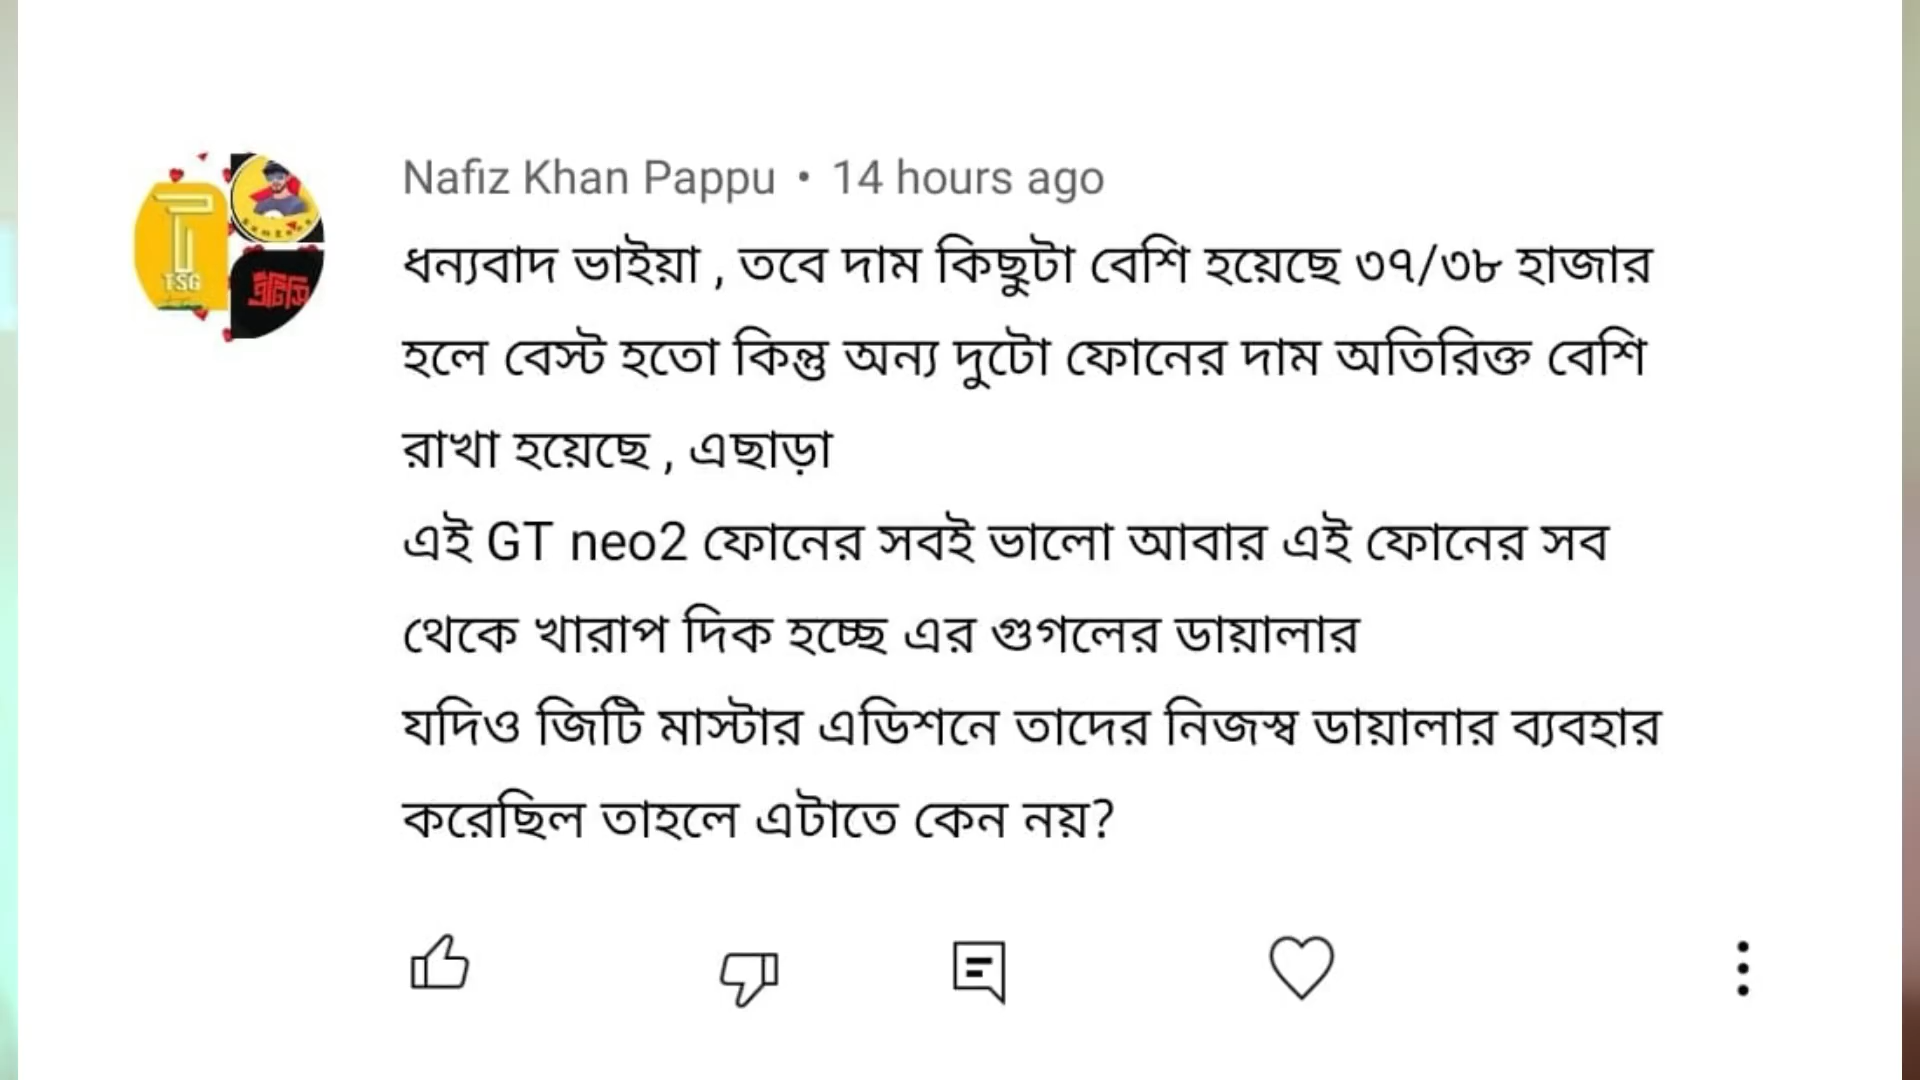 Nafiz Khan Pappu • 14 hours ago
ধন্যবাদ ভাইয়া , তবে দাম কিছুটা বেশি হয়েছে ৩৭/৩৮ হাজার
হলে বেস্ট হতো কিন্তু অন্য দুটো ফোনের দাম অতিরিক্ত বেশি
রাখা হয়েছে , এছাড়া
এই GT neo2 ফোনের সবই ভালো আবার এই ফোনের সব
থেকে খারাপ দিক হচ্ছে এর গুগলের ডায়ালার
যদিও জিটি মাস্টার এডিশনে তাদের নিজস্ব ডায়ালার ব্যবহার
করেছিল তাহলে এটাতে কেন নয়?
TSG